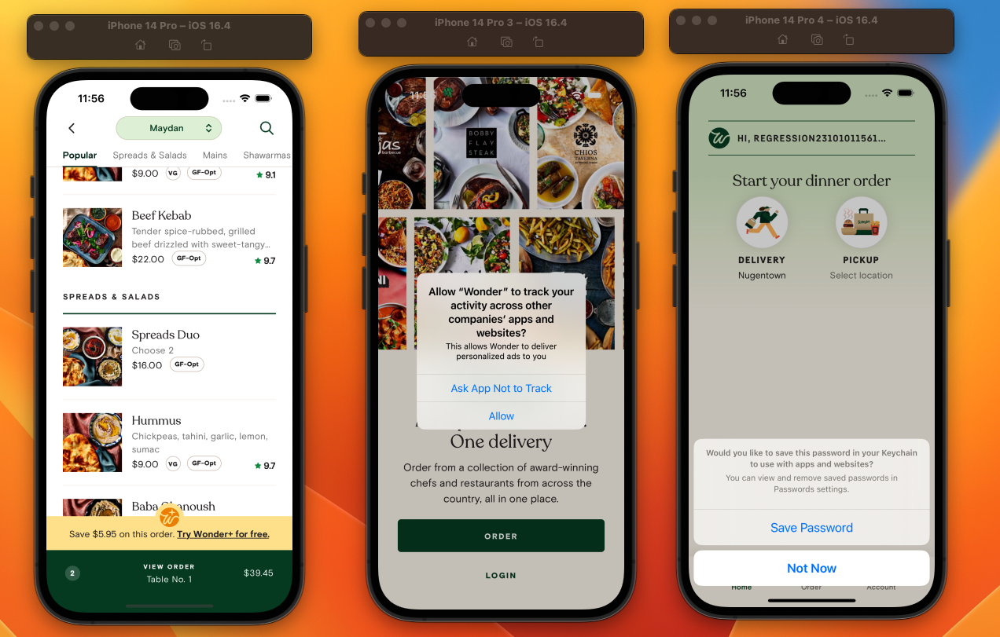 iPhone 14 Pro – iOS 16.4
11:56
Maydan
Popular
Spreads & Salads
Mains
Shawarmas
$9.00
VG
GF-Opt
9.1
Beef Kebab
Tender spice-rubbed, grilled
beef drizzled with sweet-tangy...
$22.00
GF-Opt
9.7
SPREADS & SALADS
Spreads Duo
Choose 2
$16.00
GF-Opt
Hummus
Chickpeas, tahini, garlic, lemon,
sumac
$9.00
VG
GF-Opt
9.7
Baba Ghanoush
Save $5.95 on this order. Try Wonder+ for free.
2
VIEW ORDER
Table No. 1
$39.45
iPhone 14 Pro 3 – iOS 16.4
BOBBY
FLAY
STEAK
barbecue
CHIOS
TAVERNA
Allow “Wonder” to track your
activity across other
companies’ apps and
websites?
This allows Wonder to deliver
personalized ads to you
Ask App Not to Track
Allow
One delivery
Order from a collection of award-winning
chefs and restaurants from across the
country, all in one place.
ORDER
LOGIN
iPhone 14 Pro 4 – iOS 16.4
11:56
HI, REGRESSION23101011561...
Start your dinner order
DELIVERY
Nugentown
PICKUP
Select location
Would you like to save this password in your Keychain
to use with apps and websites?
You can view and remove saved passwords in
Passwords settings.
Save Password
Not Now
Home
Order
Account